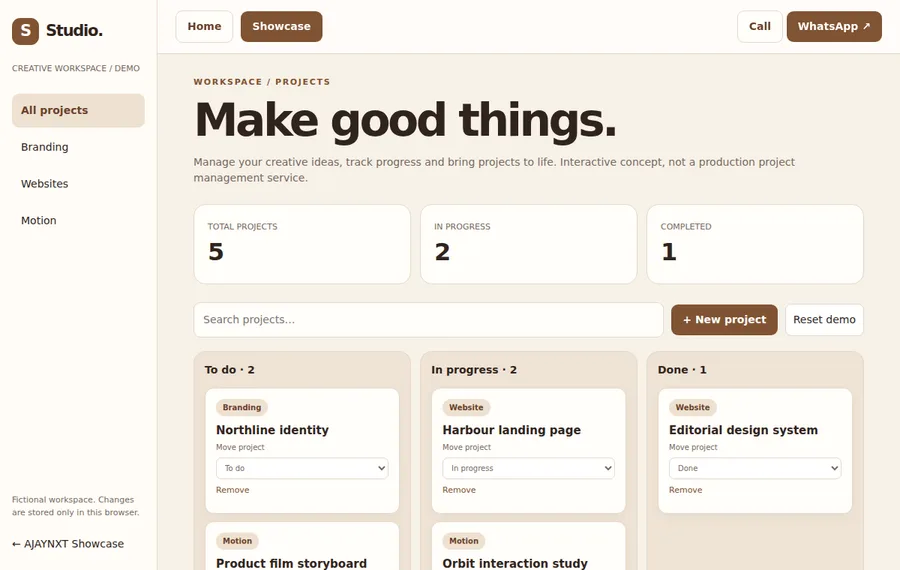 S Studio.
CREATIVE WORKSPACE / DEMO
All projects
Branding
Websites
Motion
Fictional workspace. Changes
are stored only in this browser.
← AJAYNXT Showcase
Home Showcase Call WhatsApp ↗
WORKSPACE / PROJECTS
Make good things.
Manage your creative ideas, track progress and bring projects to life. Interactive concept, not a production project
management service.
TOTAL PROJECTS
5
IN PROGRESS
2
COMPLETED
1
Search projects...
+ New project
Reset demo
To do · 2
Branding
Northline identity
Move project
To do
Remove
Motion
Product film storyboard
In progress · 2
Website
Harbour landing page
Move project
In progress
Remove
Motion
Orbit interaction study
Done · 1
Website
Editorial design system
Move project
Done
Remove